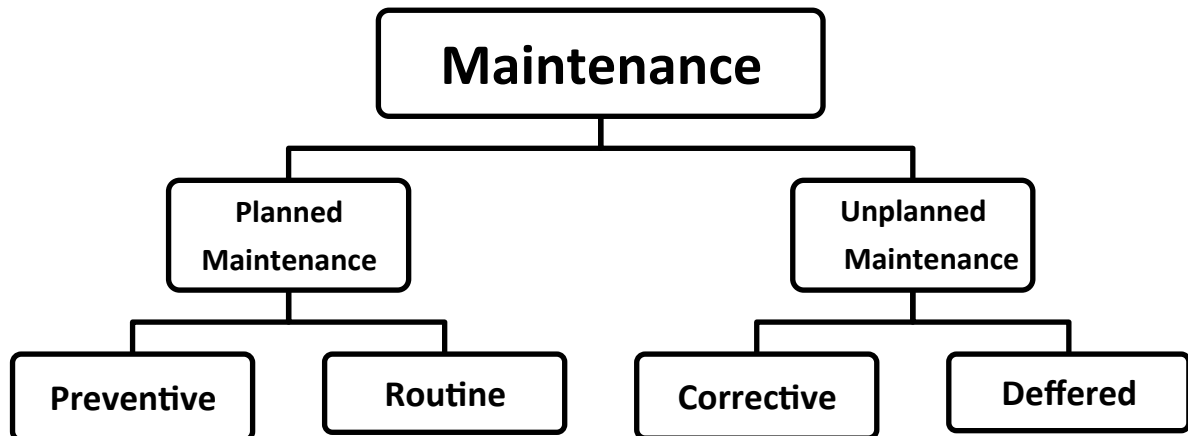 Maintenance
Planned
Maintenance
Unplanned
Maintenance
Preventive
Routine
Corrective
Deffered